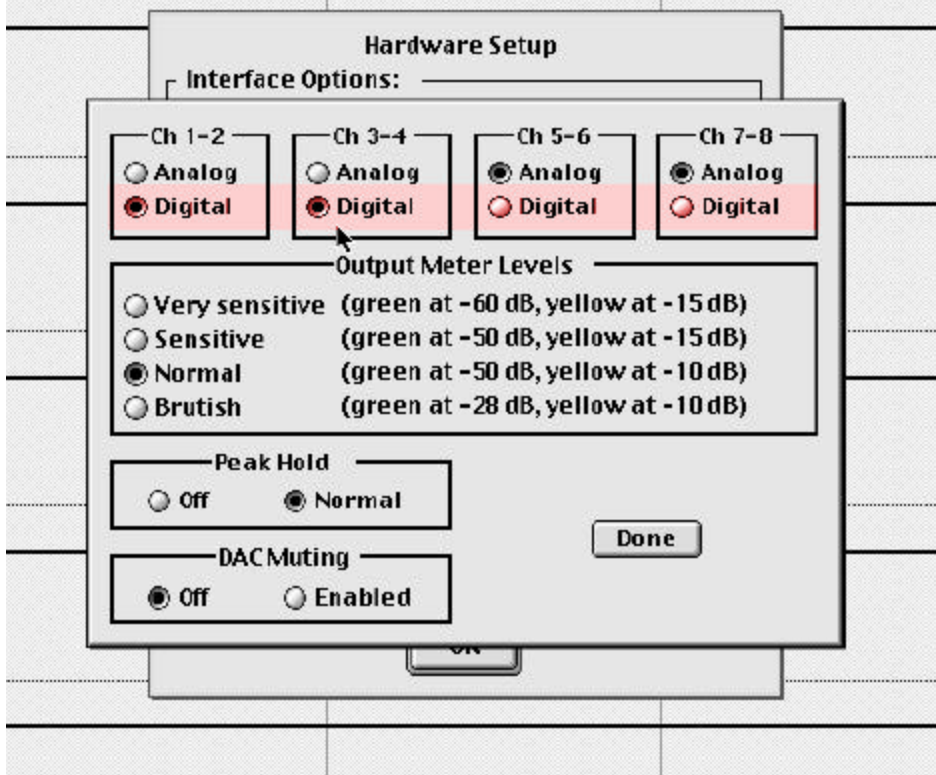 Hardware Setup
Interface Options:
Ch 1-2 Ch 3-4 Ch 5-6 Ch 7-8
Analog Analog Analog Analog
Digital Digital Digital Digital
Output Meter Levels
Very sensitive (green at -60 dB, yellow at -15 dB)
Sensitive (green at -50 dB, yellow at -15 dB)
Normal (green at -50 dB, yellow at -10 dB)
Brutish (green at -28 dB, yellow at -10 dB)
Peak Hold
Off Normal
Done
DAC Muting
Off Enabled